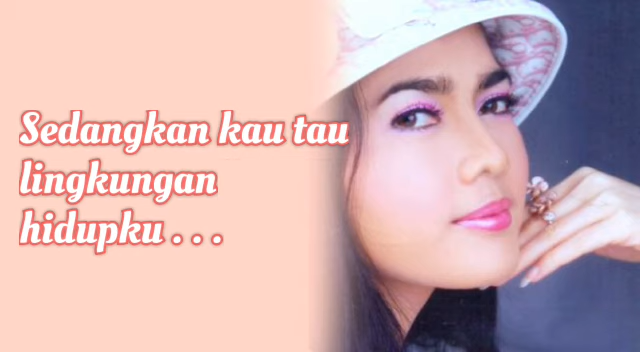 Sedangkan kau tau
lingkungan
hidupku . . .